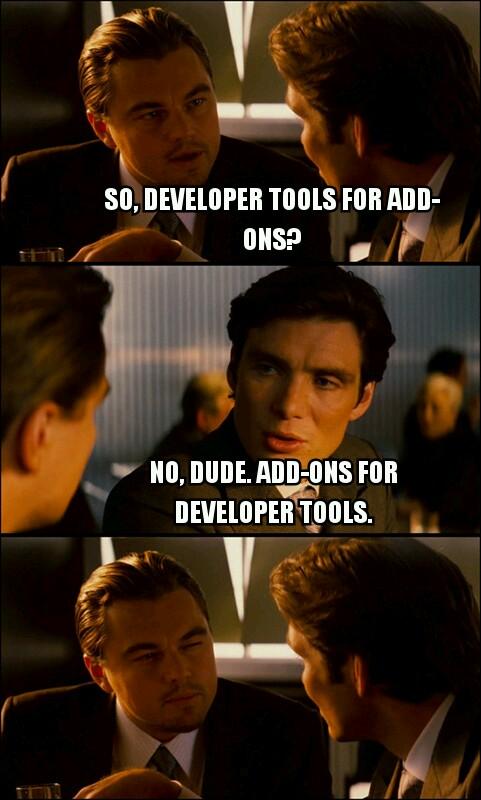 SO, DEVELOPER TOOLS FOR ADD-
ONS?
NO, DUDE. ADD-ONS FOR
DEVELOPER TOOLS.